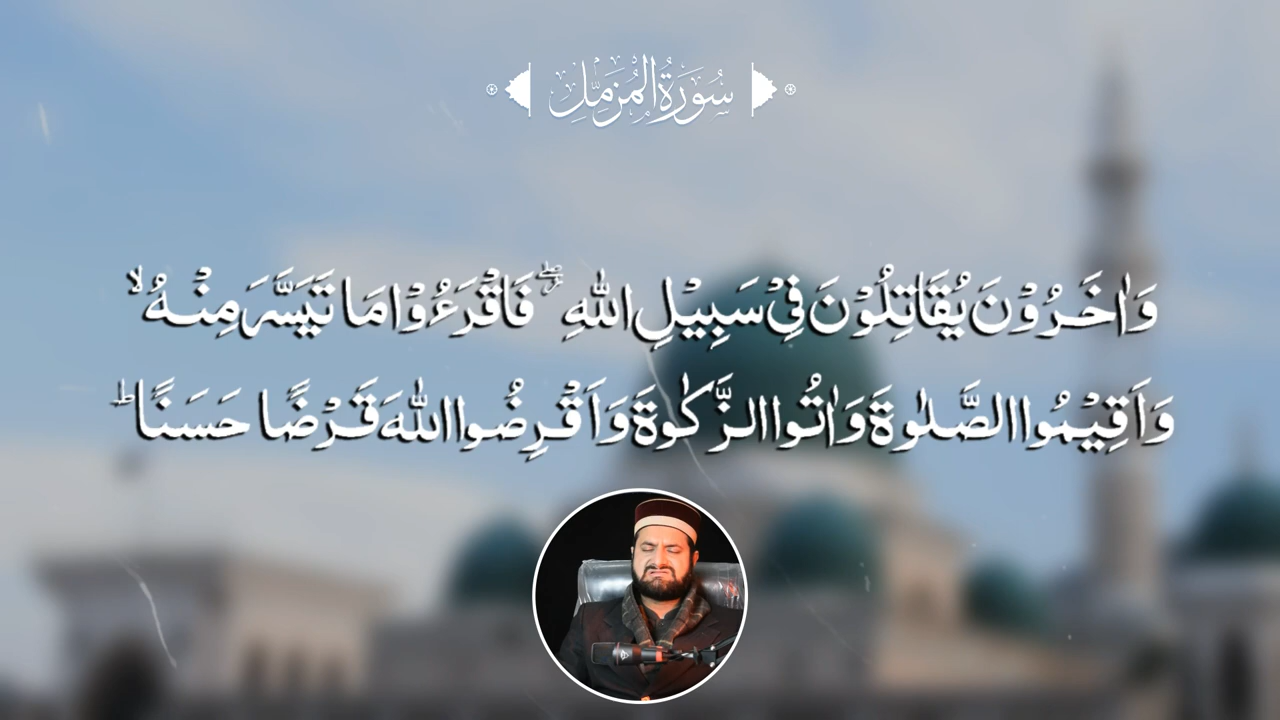 سُوْرَةُ الْمُزَّمِّلِ
وَاٰخَرُوْنَ يُقَاتِلُوْنَ فِيْ سَبِيْلِ اللّٰهِ ۖ فَاقْرَءُوْا مَا تَيَسَّرَ مِنْهُ ۙ
وَاَقِيْمُوا الصَّلٰوةَ وَاٰتُوا الزَّكٰوةَ وَاَقْرِضُوا اللّٰهَ قَرْضًا حَسَنًا ؕ